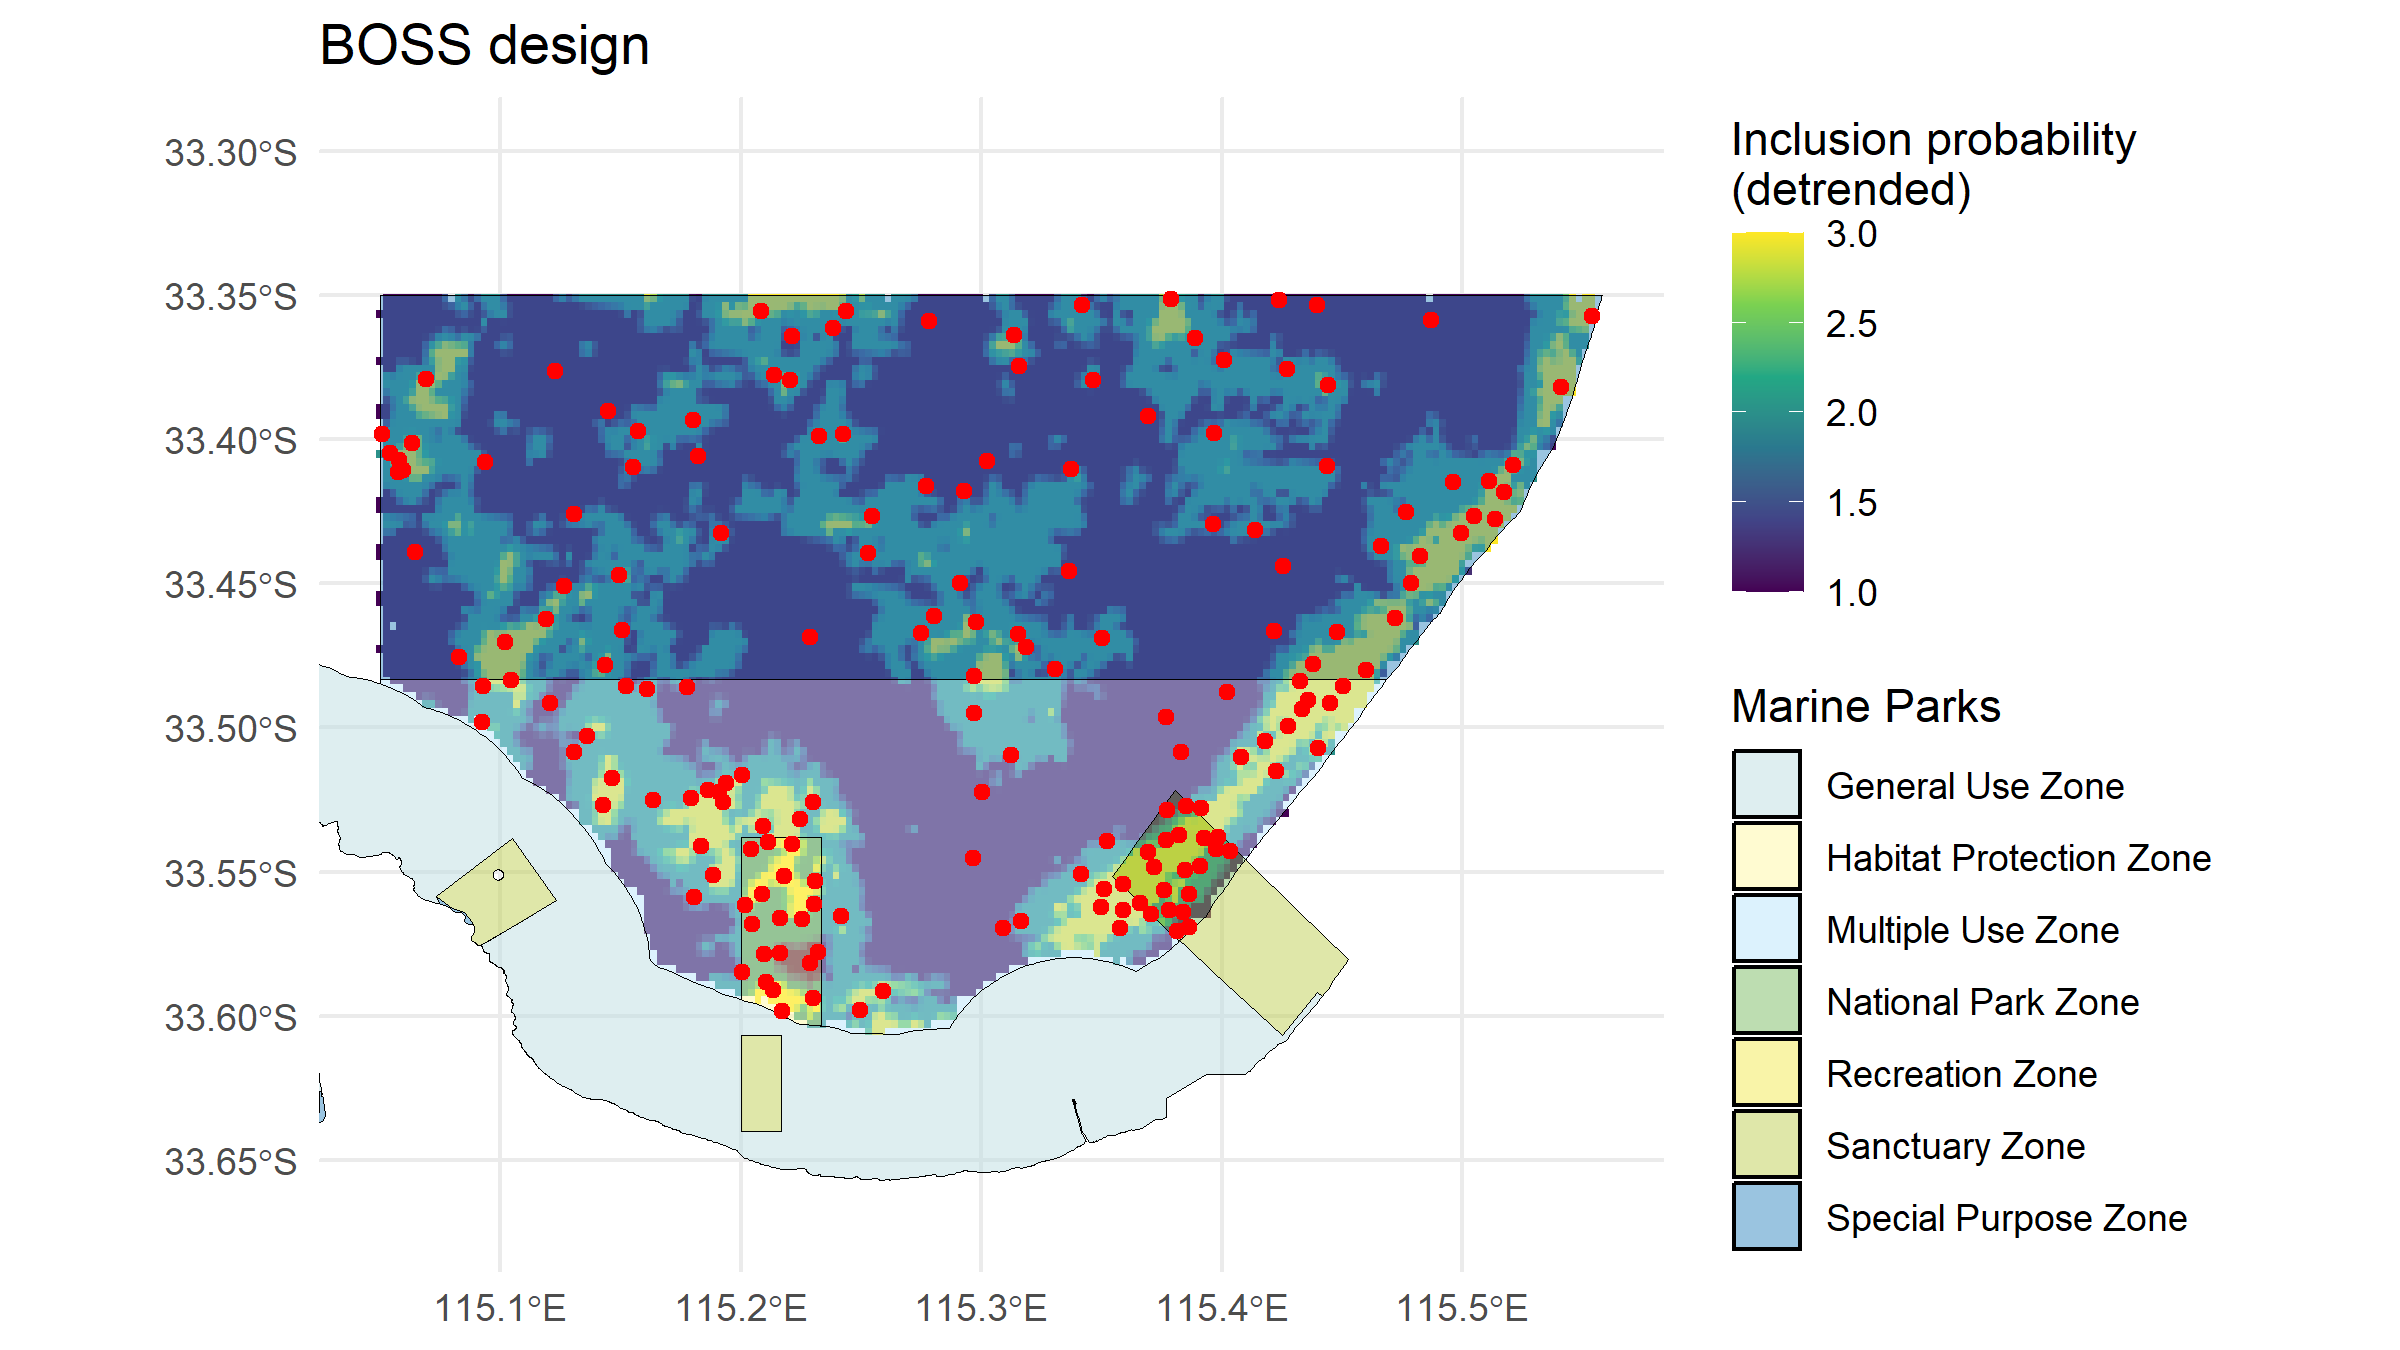 BOSS design
33.30°S
33.35°S
33.40°S
33.45°S
33.50°S
33.55°S
33.60°S
33.65°S
115.1°E
115.2°E
115.3°E
115.4°E
115.5°E
Inclusion probability
(detrended)
3.0
2.5
2.0
1.5
1.0
Marine Parks
General Use Zone
Habitat Protection Zone
Multiple Use Zone
National Park Zone
Recreation Zone
Sanctuary Zone
Special Purpose Zone